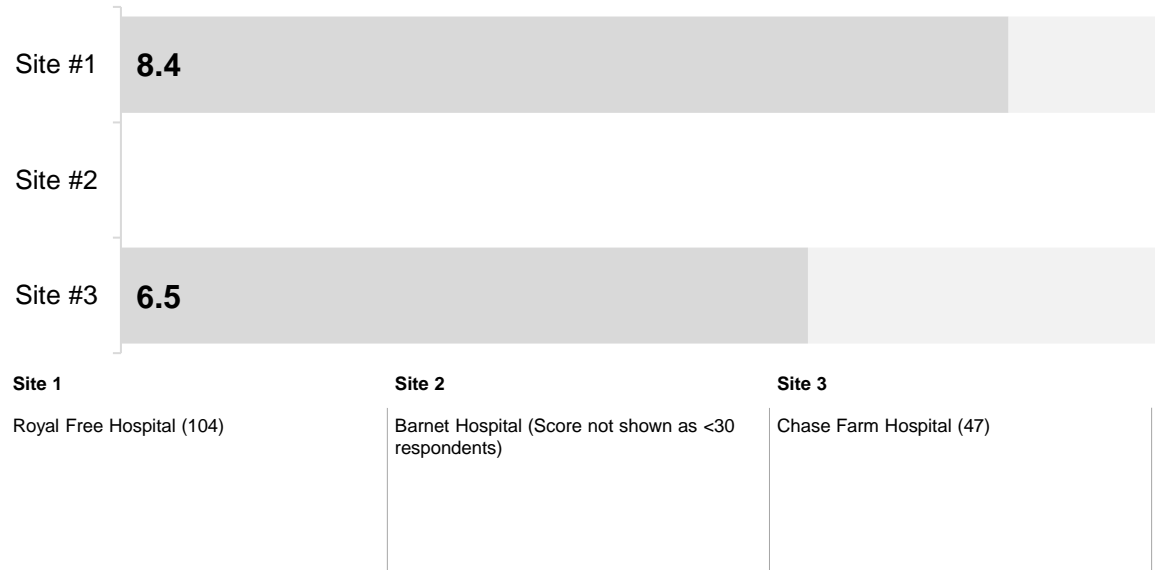 Site #1
8.4
Site #2
Site #3
6.5
Site 1
Site 2
Site 3
Royal Free Hospital (104)
Barnet Hospital (Score not shown as <30
respondents)
Chase Farm Hospital (47)